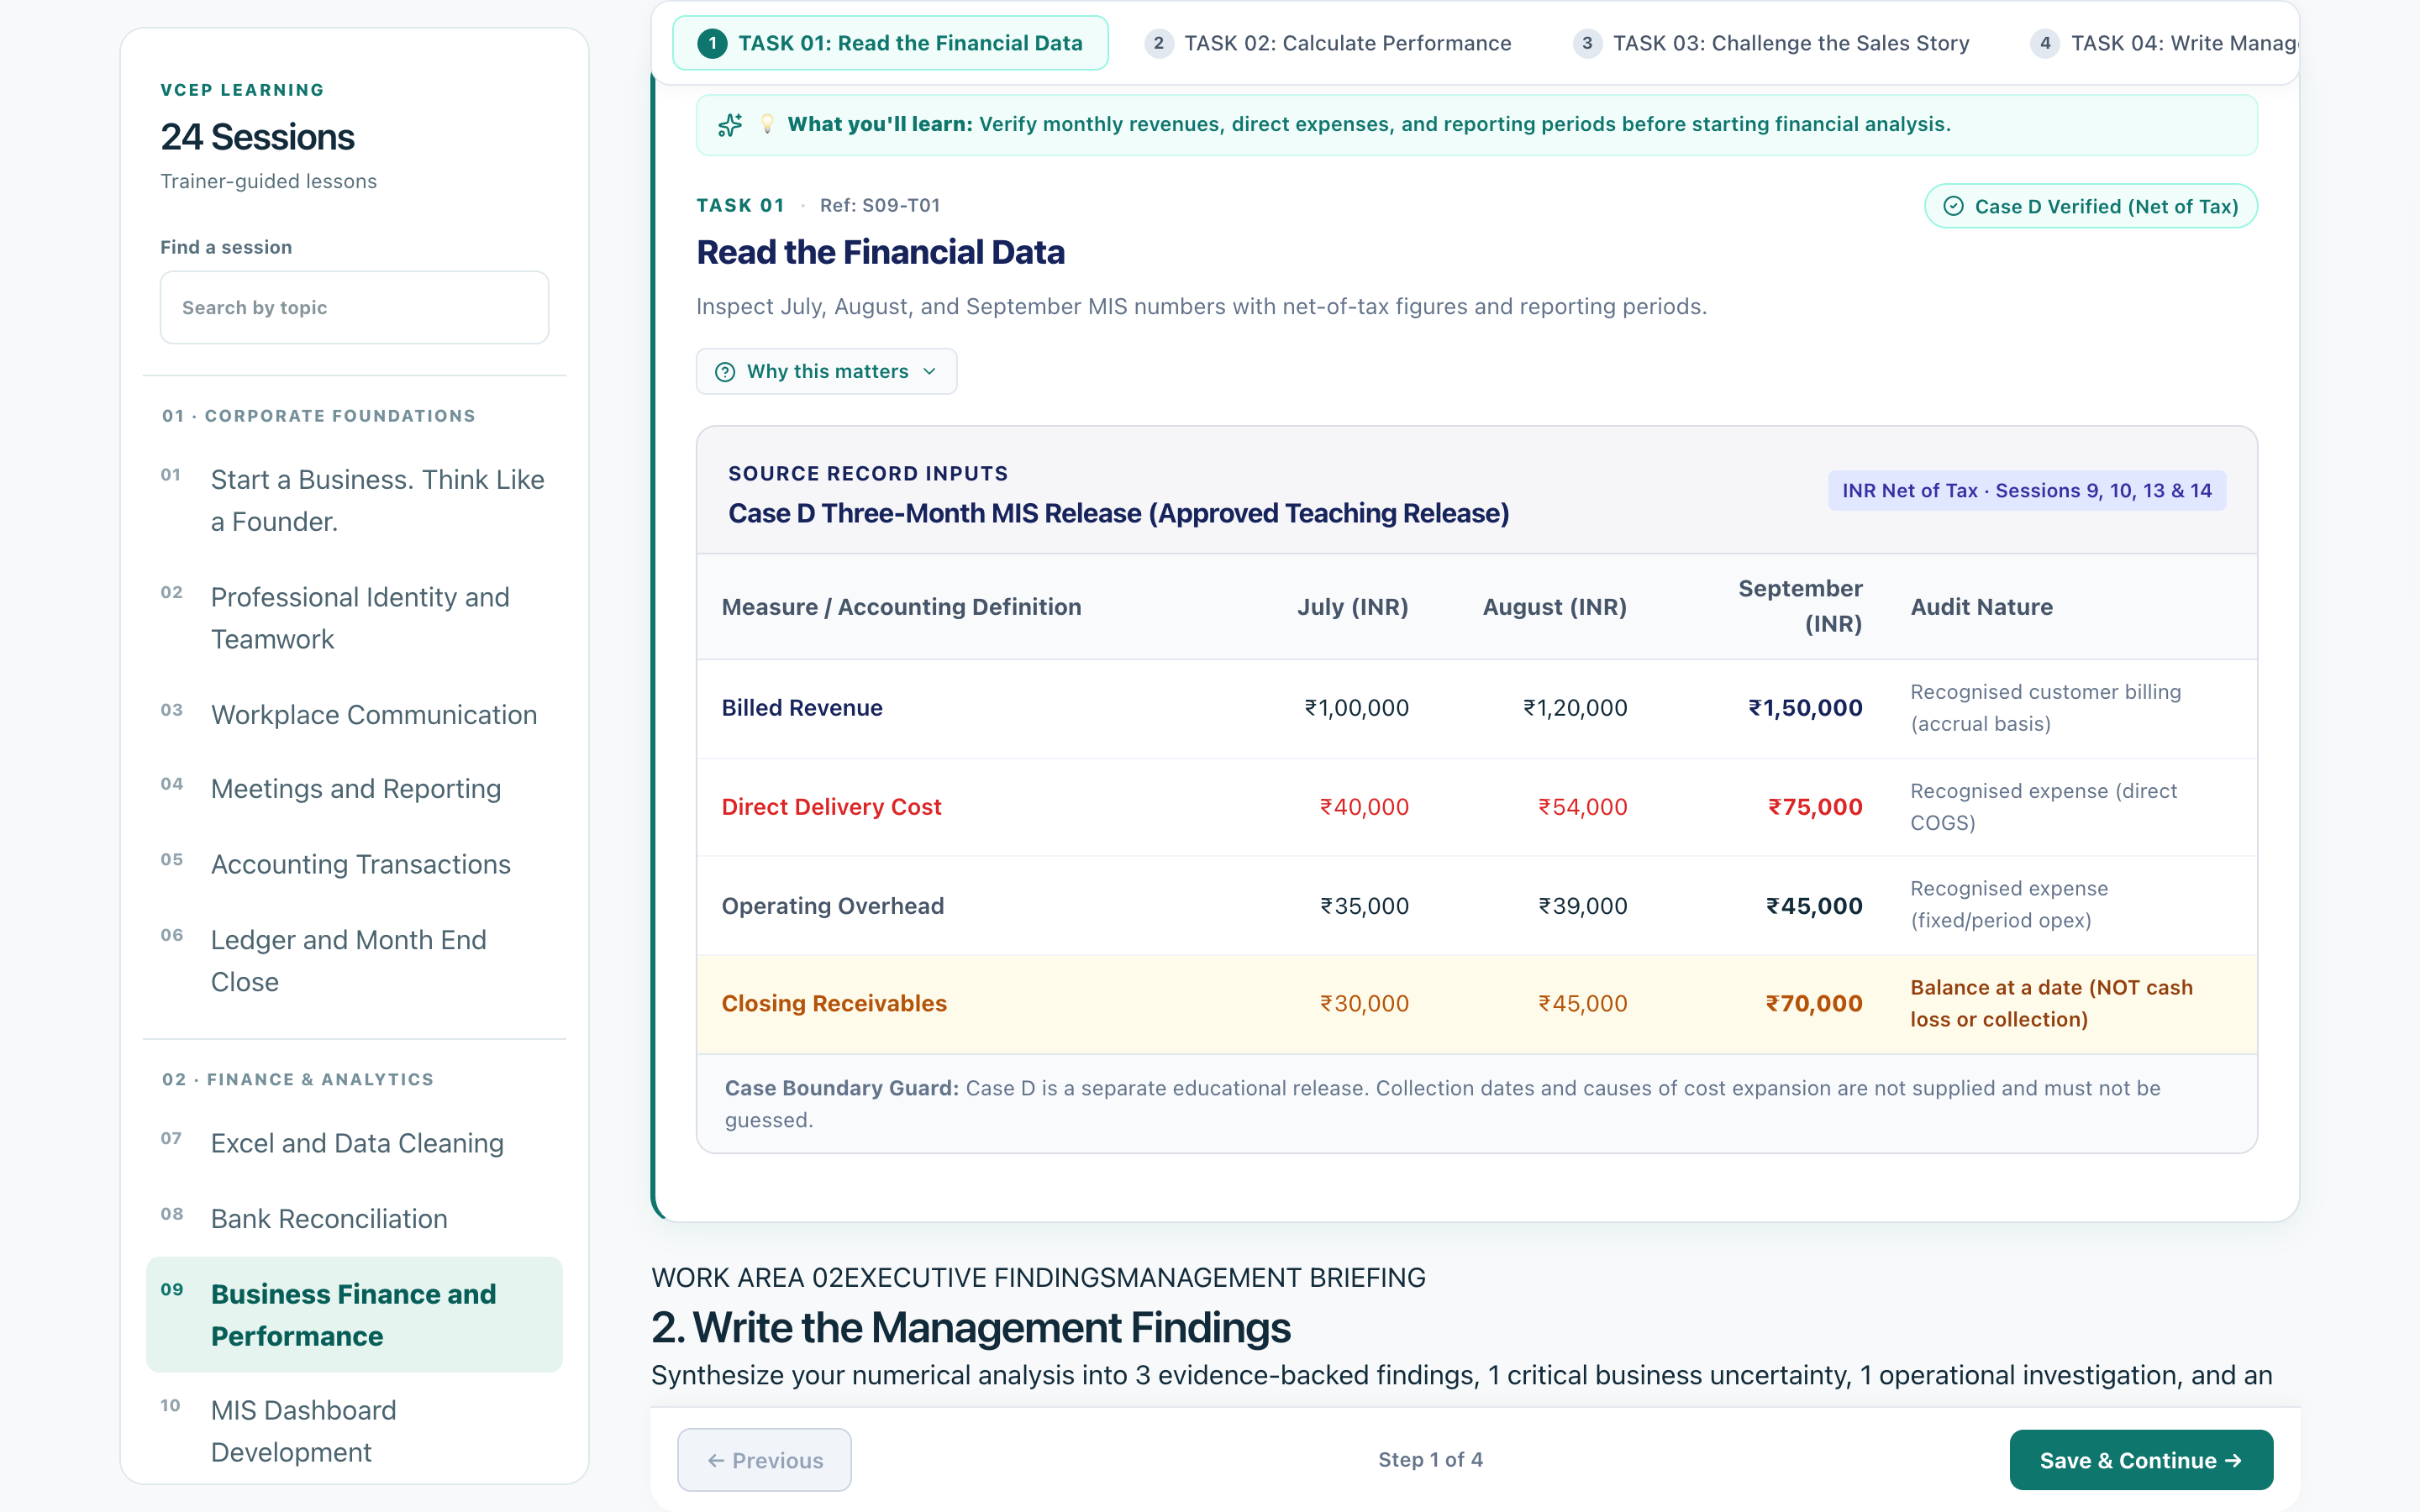 VCEP LEARNING
24 Sessions
Trainer-guided lessons
Find a session
Search by topic
01 · CORPORATE FOUNDATIONS
01 Start a Business. Think Like
a Founder.
02 Professional Identity and
Teamwork
03 Workplace Communication
04 Meetings and Reporting
05 Accounting Transactions
06 Ledger and Month End
Close
02 · FINANCE & ANALYTICS
07 Excel and Data Cleaning
08 Bank Reconciliation
09 Business Finance and
Performance
10 MIS Dashboard
Development
1 TASK 01: Read the Financial Data
2 TASK 02: Calculate Performance
3 TASK 03: Challenge the Sales Story
4 TASK 04: Write Manag
What you'll learn: Verify monthly revenues, direct expenses, and reporting periods before starting financial analysis.
TASK 01 · Ref: S09-T01
Case D Verified (Net of Tax)
Read the Financial Data
Inspect July, August, and September MIS numbers with net-of-tax figures and reporting periods.
Why this matters
SOURCE RECORD INPUTS
Case D Three-Month MIS Release (Approved Teaching Release)
INR Net of Tax · Sessions 9, 10, 13 & 14
Measure / Accounting Definition July (INR) August (INR) September
(INR) Audit Nature
Billed Revenue ₹1,00,000 ₹1,20,000 ₹1,50,000 Recognised customer billing
(accrual basis)
Direct Delivery Cost ₹40,000 ₹54,000 ₹75,000 Recognised expense (direct
COGS)
Operating Overhead ₹35,000 ₹39,000 ₹45,000 Recognised expense
(fixed/period opex)
Closing Receivables ₹30,000 ₹45,000 ₹70,000 Balance at a date (NOT cash
loss or collection)
Case Boundary Guard: Case D is a separate educational release. Collection dates and causes of cost expansion are not supplied and must not be
guessed.
WORK AREA 02EXECUTIVE FINDINGSMANAGEMENT BRIEFING
2. Write the Management Findings
Synthesize your numerical analysis into 3 evidence-backed findings, 1 critical business uncertainty, 1 operational investigation, and an
← Previous
Step 1 of 4
Save & Continue →